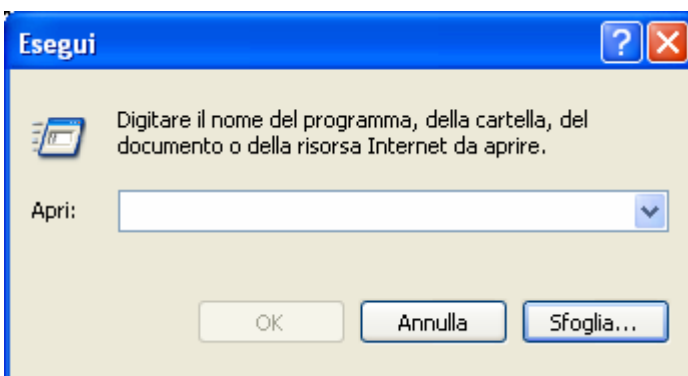 Esegui
Digitare il nome del programma, della cartella, del
documento o della risorsa Internet da aprire.
Apri:
OK Annulla Sfoglia...